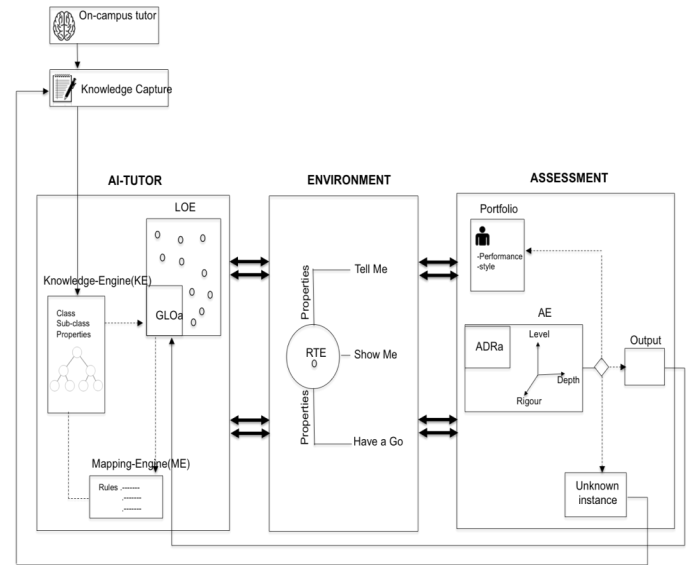 On-campus tutor
Knowledge Capture
AI-TUTOR
ENVIRONMENT
ASSESSMENT
LOE
GLOa
Knowledge-Engine(KE)
Class
Sub-class
Properties
Mapping-Engine(ME)
Rules .-------
.-------
.-------
Properties
Tell Me
RTE
0
Show Me
Properties
Have a Go
Portfolio
-Performance
-style
AE
ADRa
Level
Depth
Rigour
Output
Unknown
instance